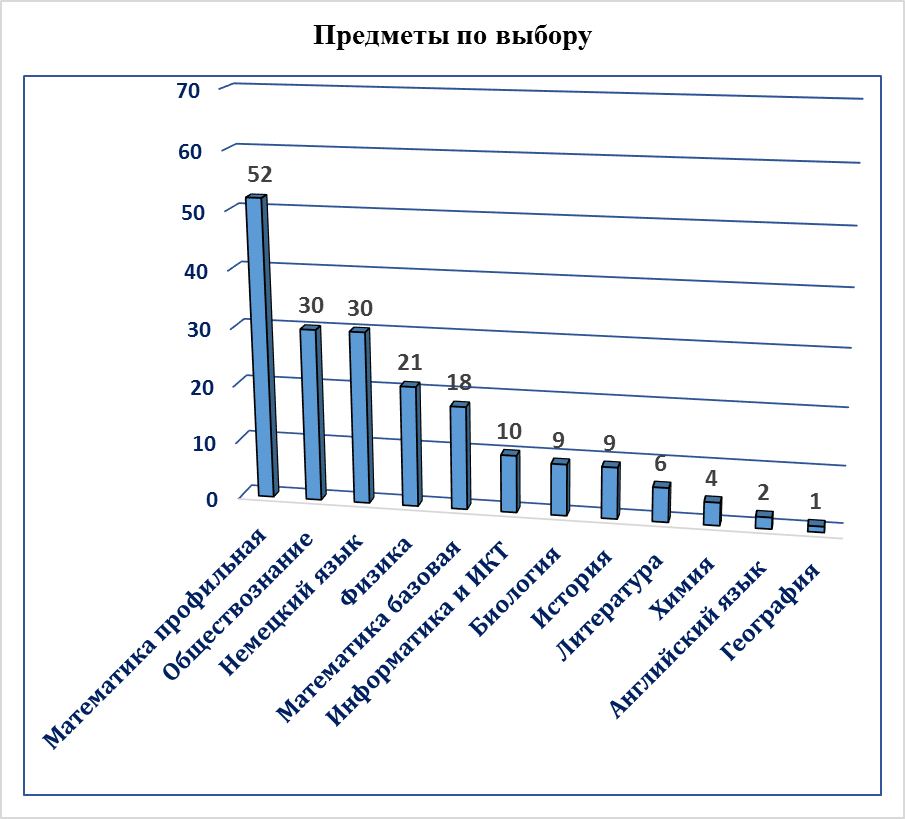 Предметы по выбору
70
60
50
40
30
20
10
0
52
30
30
21
18
10
9
9
6
4
2
1
Математика профильная
Обществознание
Немецкий язык
Физика
Математика базовая
Информатика и ИКТ
Биология
История
Литература
Химия
Английский язык
География